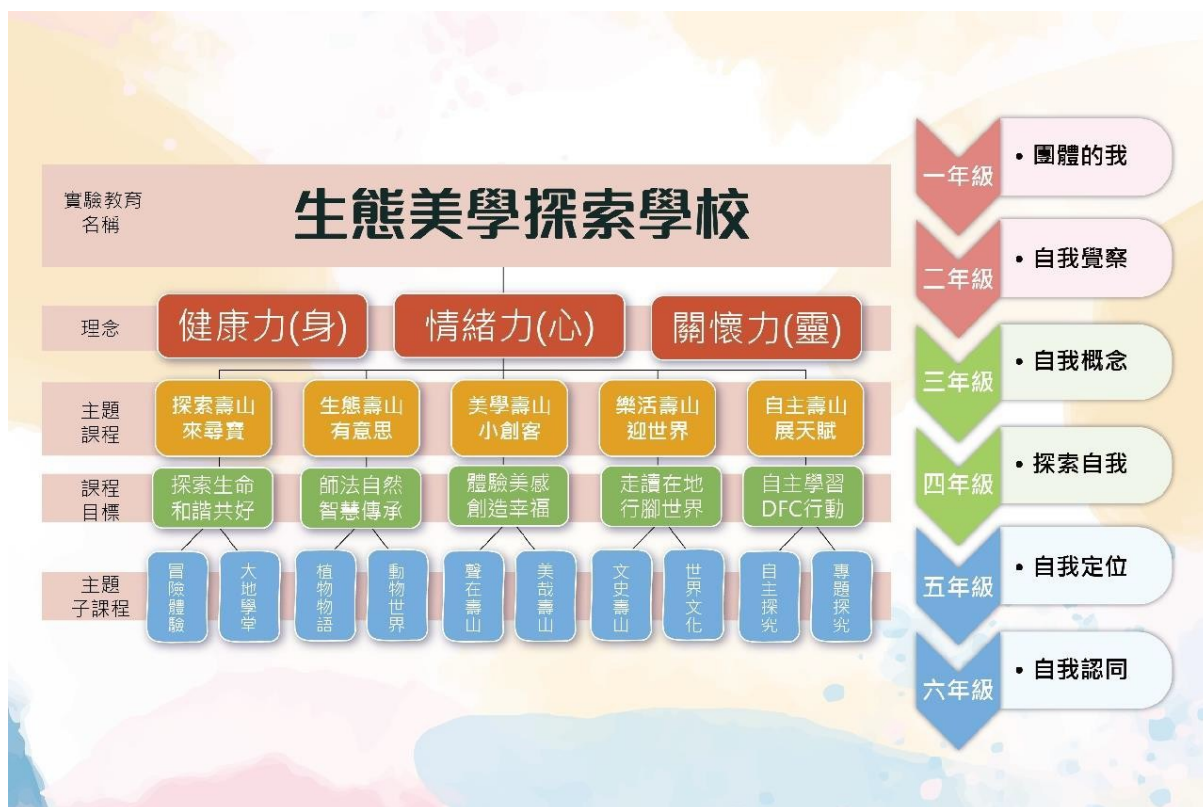 實驗教育
名稱
生態美學探索學校
理念
健康力(身)
情緒力(心)
關懷力(靈)
主題
課程
探索壽山
來尋寶
生態壽山
有意思
美學壽山
小創客
樂活壽山
迎世界
自主壽山
展天賦
課程
目標
探索生命
和諧共好
師法自然
智慧傳承
體驗美感
創造幸福
走讀在地
行腳世界
自主學習
DFC行動
主題
子課程
冒險體驗
大地學堂
植物物語
動物世界
聲在壽山
美哉壽山
文史壽山
世界文化
自主探究
專題探究
一年級
• 團體的我
二年級
• 自我覺察
三年級
• 自我概念
四年級
• 探索自我
五年級
• 自我定位
六年級
• 自我認同